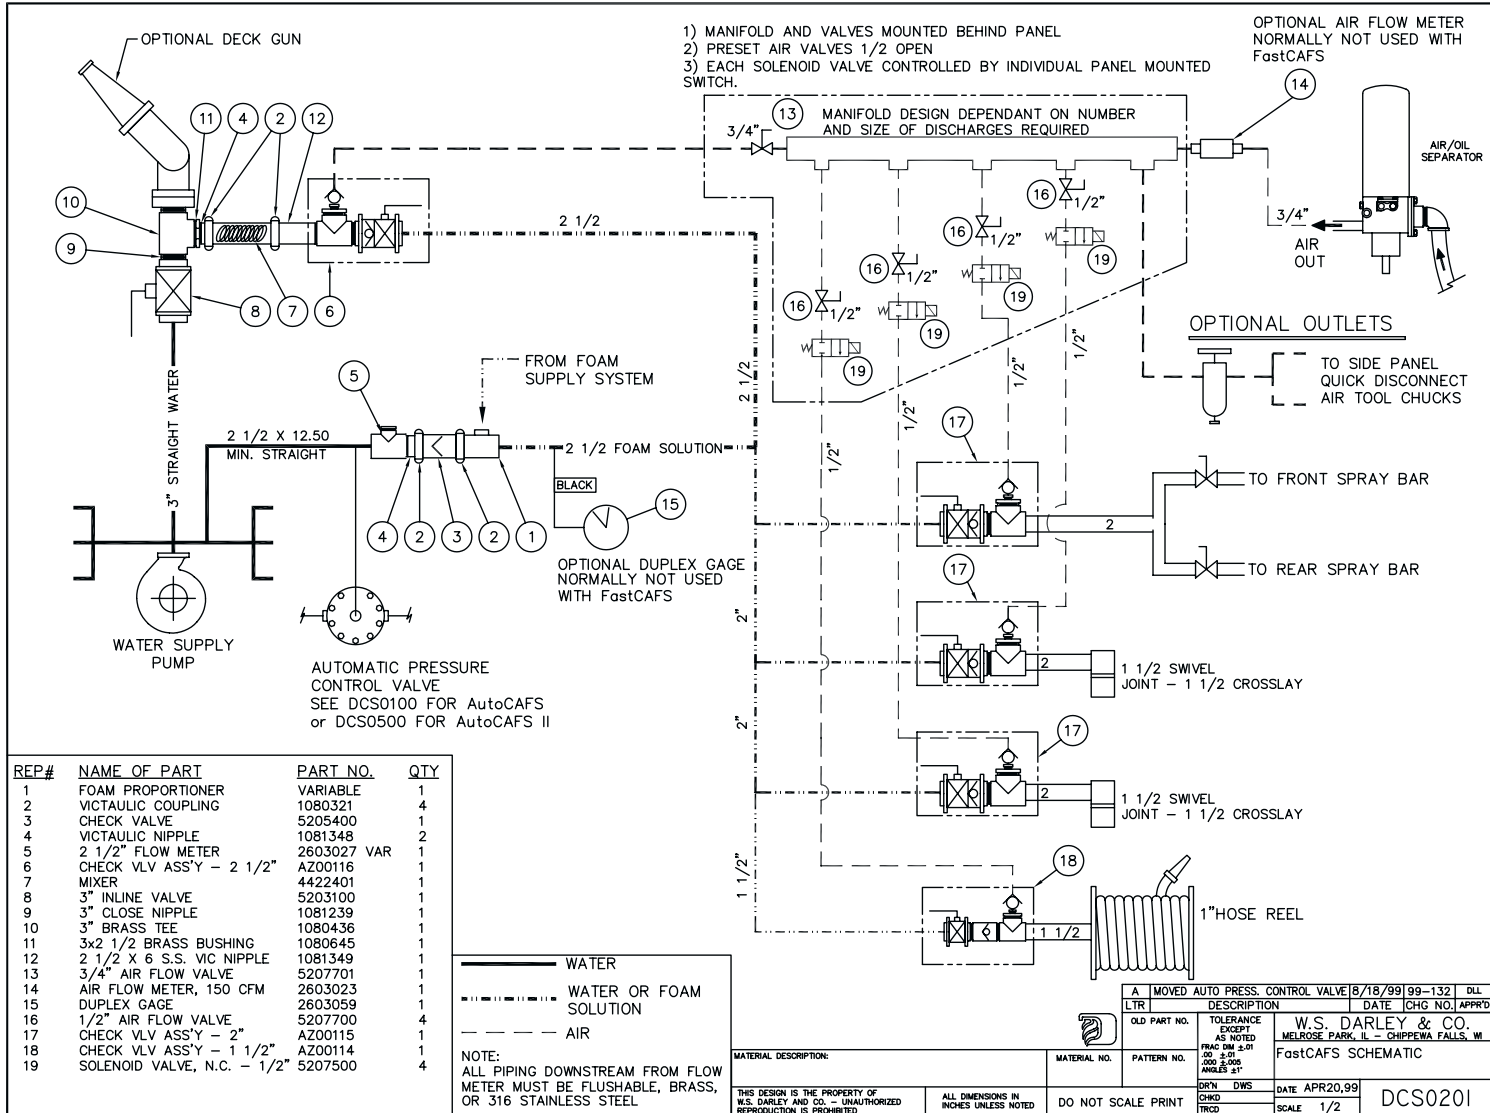 OPTIONAL DECK GUN
1) MANIFOLD AND VALVES MOUNTED BEHIND PANEL
2) PRESET AIR VALVES 1/2 OPEN
3) EACH SOLENOID VALVE CONTROLLED BY INDIVIDUAL PANEL MOUNTED
SWITCH.
OPTIONAL AIR FLOW METER
NORMALLY NOT USED WITH
FastCAFS
14
11
4
2
12
3/4"
13
MANIFOLD DESIGN DEPENDANT ON NUMBER
AND SIZE OF DISCHARGES REQUIRED
AIR/OIL
SEPARATOR
10
9
8
7
6
2 1/2
16
1/2"
19
16
1/2"
19
16
1/2"
19
16
1/2"
19
3/4"
AIR
OUT
OPTIONAL OUTLETS
TO SIDE PANEL
QUICK DISCONNECT
AIR TOOL CHUCKS
3" STRAIGHT WATER
5
FROM FOAM
SUPPLY SYSTEM
2 1/2
1/2"
1/2"
1/2"
1/2"
2 1/2 X 12.50
MIN. STRAIGHT
2 1/2 FOAM SOLUTION
BLACK
15
4
2
3
2
1
OPTIONAL DUPLEX GAGE
NORMALLY NOT USED
WITH FastCAFS
17
2
TO FRONT SPRAY BAR
TO REAR SPRAY BAR
WATER SUPPLY
PUMP
AUTOMATIC PRESSURE
CONTROL VALVE
SEE DCS0100 FOR AutoCAFS
or DCS0500 FOR AutoCAFS II
2"
17
2
1 1/2 SWIVEL
JOINT - 1 1/2 CROSSLAY
2"
17
2
1 1/2 SWIVEL
JOINT - 1 1/2 CROSSLAY
1 1/2"
18
1 1/2
1"HOSE REEL
REP# NAME OF PART PART NO. QTY
1 FOAM PROPORTIONER VARIABLE 1
2 VICTAULIC COUPLING 1080321 4
3 CHECK VALVE 5205400 1
4 VICTAULIC NIPPLE 1081348 2
5 2 1/2" FLOW METER 2603027 VAR 1
6 CHECK VLV ASS'Y - 2 1/2" AZ00116 1
7 MIXER 4422401 1
8 3" INLINE VALVE 5203100 1
9 3" CLOSE NIPPLE 1081239 1
10 3" BRASS TEE 1080436 1
11 3x2 1/2 BRASS BUSHING 1080645 1
12 2 1/2 X 6 S.S. VIC NIPPLE 1081349 1
13 3/4" AIR FLOW VALVE 5207701 1
14 AIR FLOW METER, 150 CFM 2603023 1
15 DUPLEX GAGE 2603059 1
16 1/2" AIR FLOW VALVE 5207700 4
17 CHECK VLV ASS'Y - 2" AZ00115 1
18 CHECK VLV ASS'Y - 1 1/2" AZ00114 1
19 SOLENOID VALVE, N.C. - 1/2" 5207500 4
WATER
WATER OR FOAM
SOLUTION
AIR
NOTE:
ALL PIPING DOWNSTREAM FROM FLOW
METER MUST BE FLUSHABLE, BRASS,
OR 316 STAINLESS STEEL
A MOVED AUTO PRESS. CONTROL VALVE 8/18/99 99-132 DLL
LTR DESCRIPTION DATE CHG NO. APPR'D
OLD PART NO.
TOLERANCE
EXCEPT
AS NOTED
FRAC DIM ±.01
.00 ±.01
.000 ±.005
ANGLES ±1°
W.S. DARLEY & CO.
MELROSE PARK, IL - CHIPPEWA FALLS, WI
FastCAFS SCHEMATIC
MATERIAL DESCRIPTION:
MATERIAL NO.
PATTERN NO.
THIS DESIGN IS THE PROPERTY OF
W.S. DARLEY AND CO. - UNAUTHORIZED
REPRODUCTION IS PROHIBITED
ALL DIMENSIONS IN
INCHES UNLESS NOTED
DO NOT SCALE PRINT
DR'N DWS
CHKD
TRCD
DATE APR20,99
SCALE 1/2
DCS0201